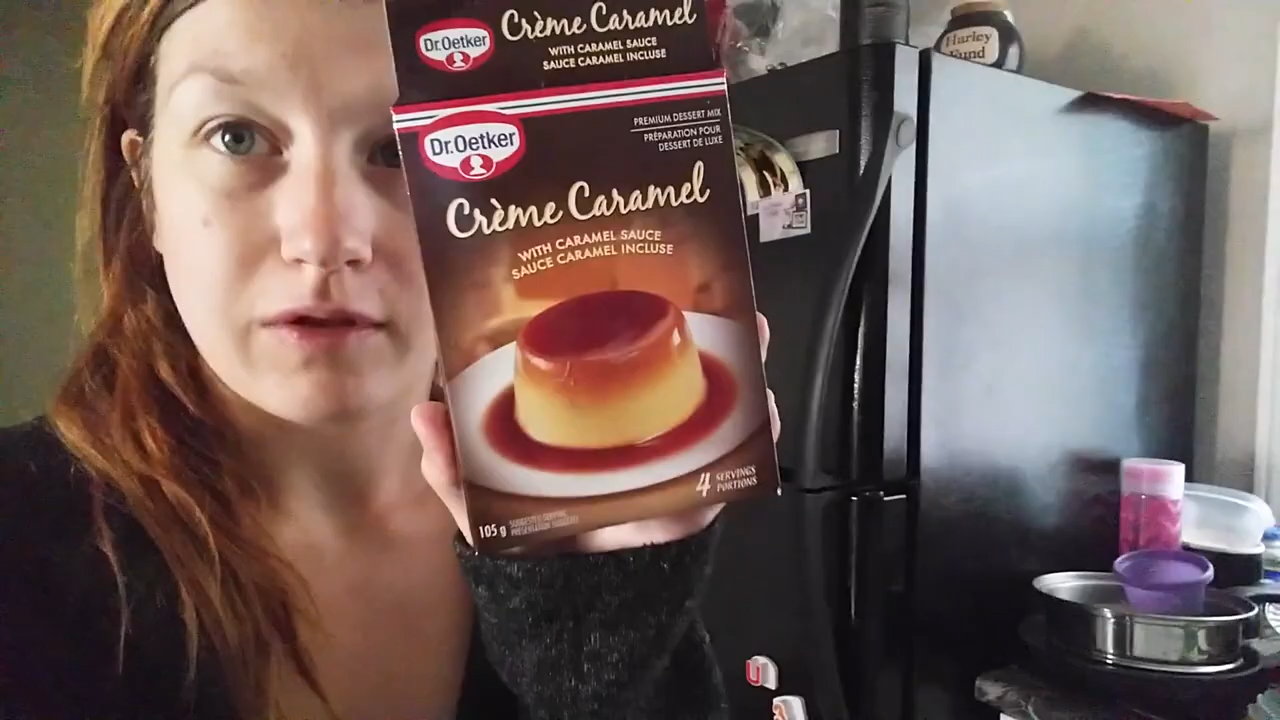 Dr.Oetker
Crème Caramel
WITH CARAMEL SAUCE
SAUCE CARAMEL INCLUSE
Dr.Oetker
PREMIUM DESSERT MIX
PRÉPARATION POUR
DESSERT DE LUXE
Crème Caramel
WITH CARAMEL SAUCE
SAUCE CARAMEL INCLUSE
4 SERVINGS
PORTIONS
105 g
Harley
Fund
U